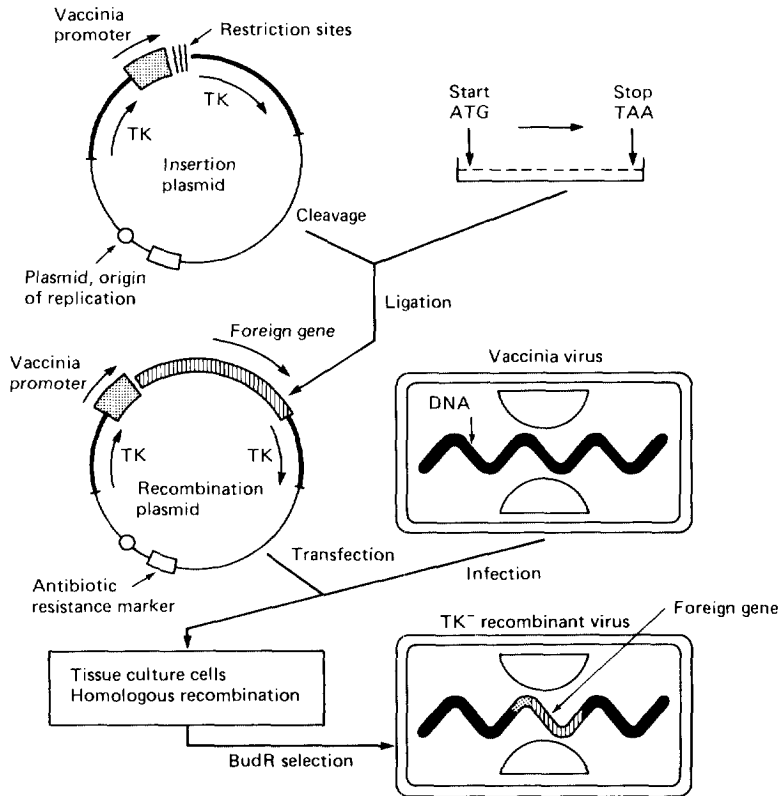 Vaccinia
promoter
Restriction sites
TK
TK
Insertion
plasmid
Start
ATG
Stop
TAA
Cleavage
Plasmid, origin
of replication
Ligation
Foreign gene
Vaccinia
promoter
TK
TK
Recombination
plasmid
Vaccinia virus
DNA
Transfection
Infection
Antibiotic
resistance marker
TK⁻ recombinant virus
Foreign gene
Tissue culture cells
Homologous recombination
BudR selection